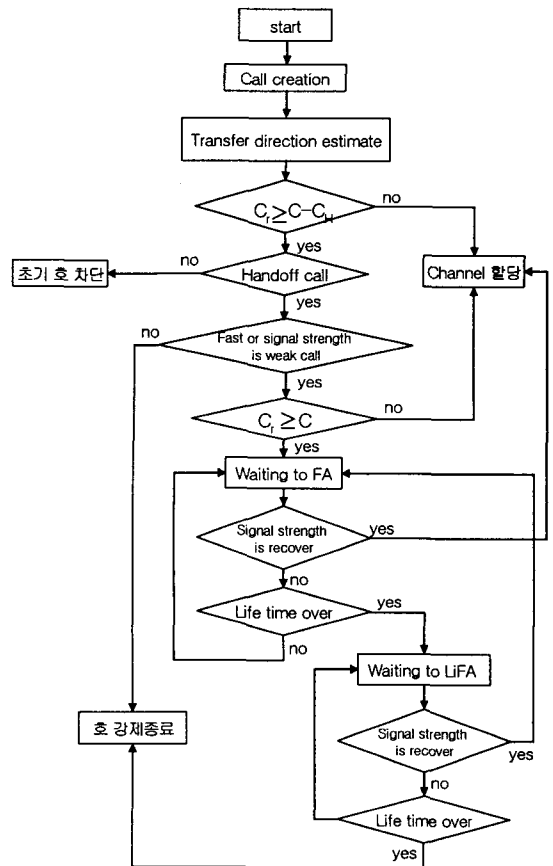 start
Call creation
Transfer direction estimate
Cr≥C-CH
no
yes
no
Handoff call
초기 호 차단
Channel 할당
yes
no
Fast or signal strength
is weak call
yes
Cr ≥ C
no
yes
Waiting to FA
Signal strength
is recover
yes
no
Life time over
yes
no
Waiting to LiFA
호 강제종료
Signal strength
is recover
yes
no
Life time over
yes